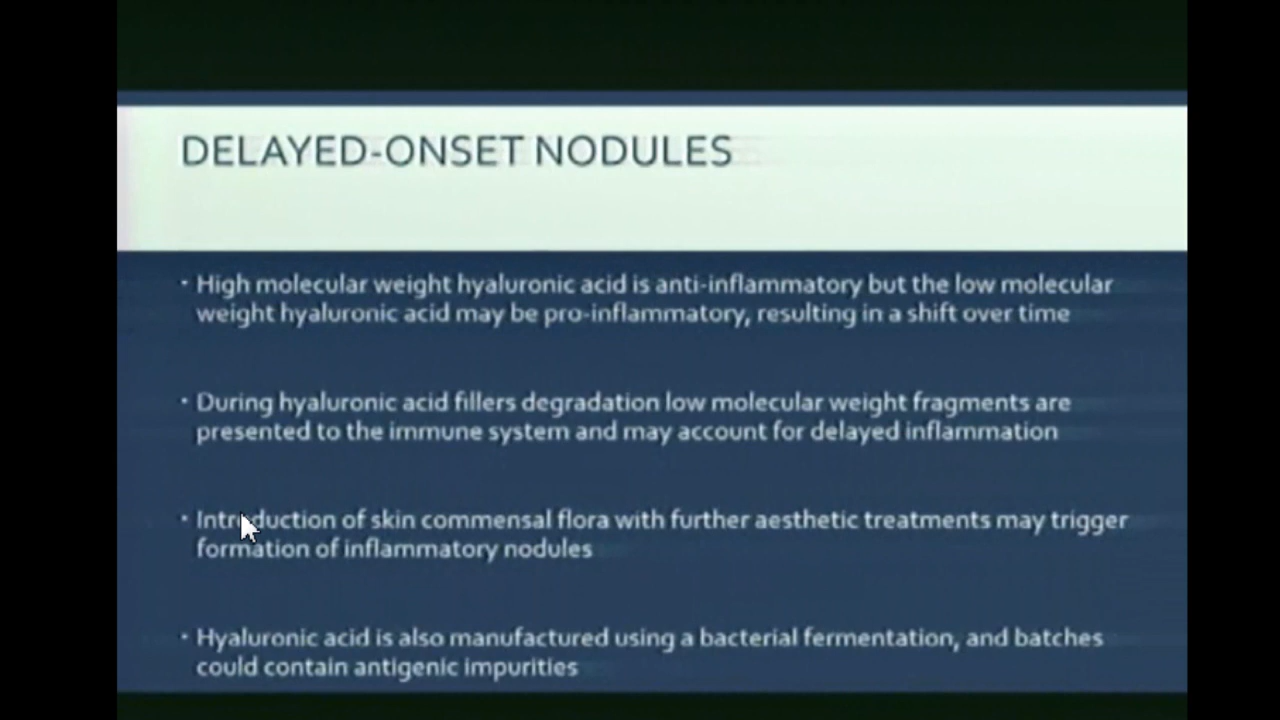 DELAYED-ONSET NODULES
· High molecular weight hyaluronic acid is anti-inflammatory but the low molecular
weight hyaluronic acid may be pro-inflammatory, resulting in a shift over time
· During hyaluronic acid fillers degradation low molecular weight fragments are
presented to the immune system and may account for delayed inflammation
· Introduction of skin commensal flora with further aesthetic treatments may trigger
formation of inflammatory nodules
· Hyaluronic acid is also manufactured using a bacterial fermentation, and batches
could contain antigenic impurities